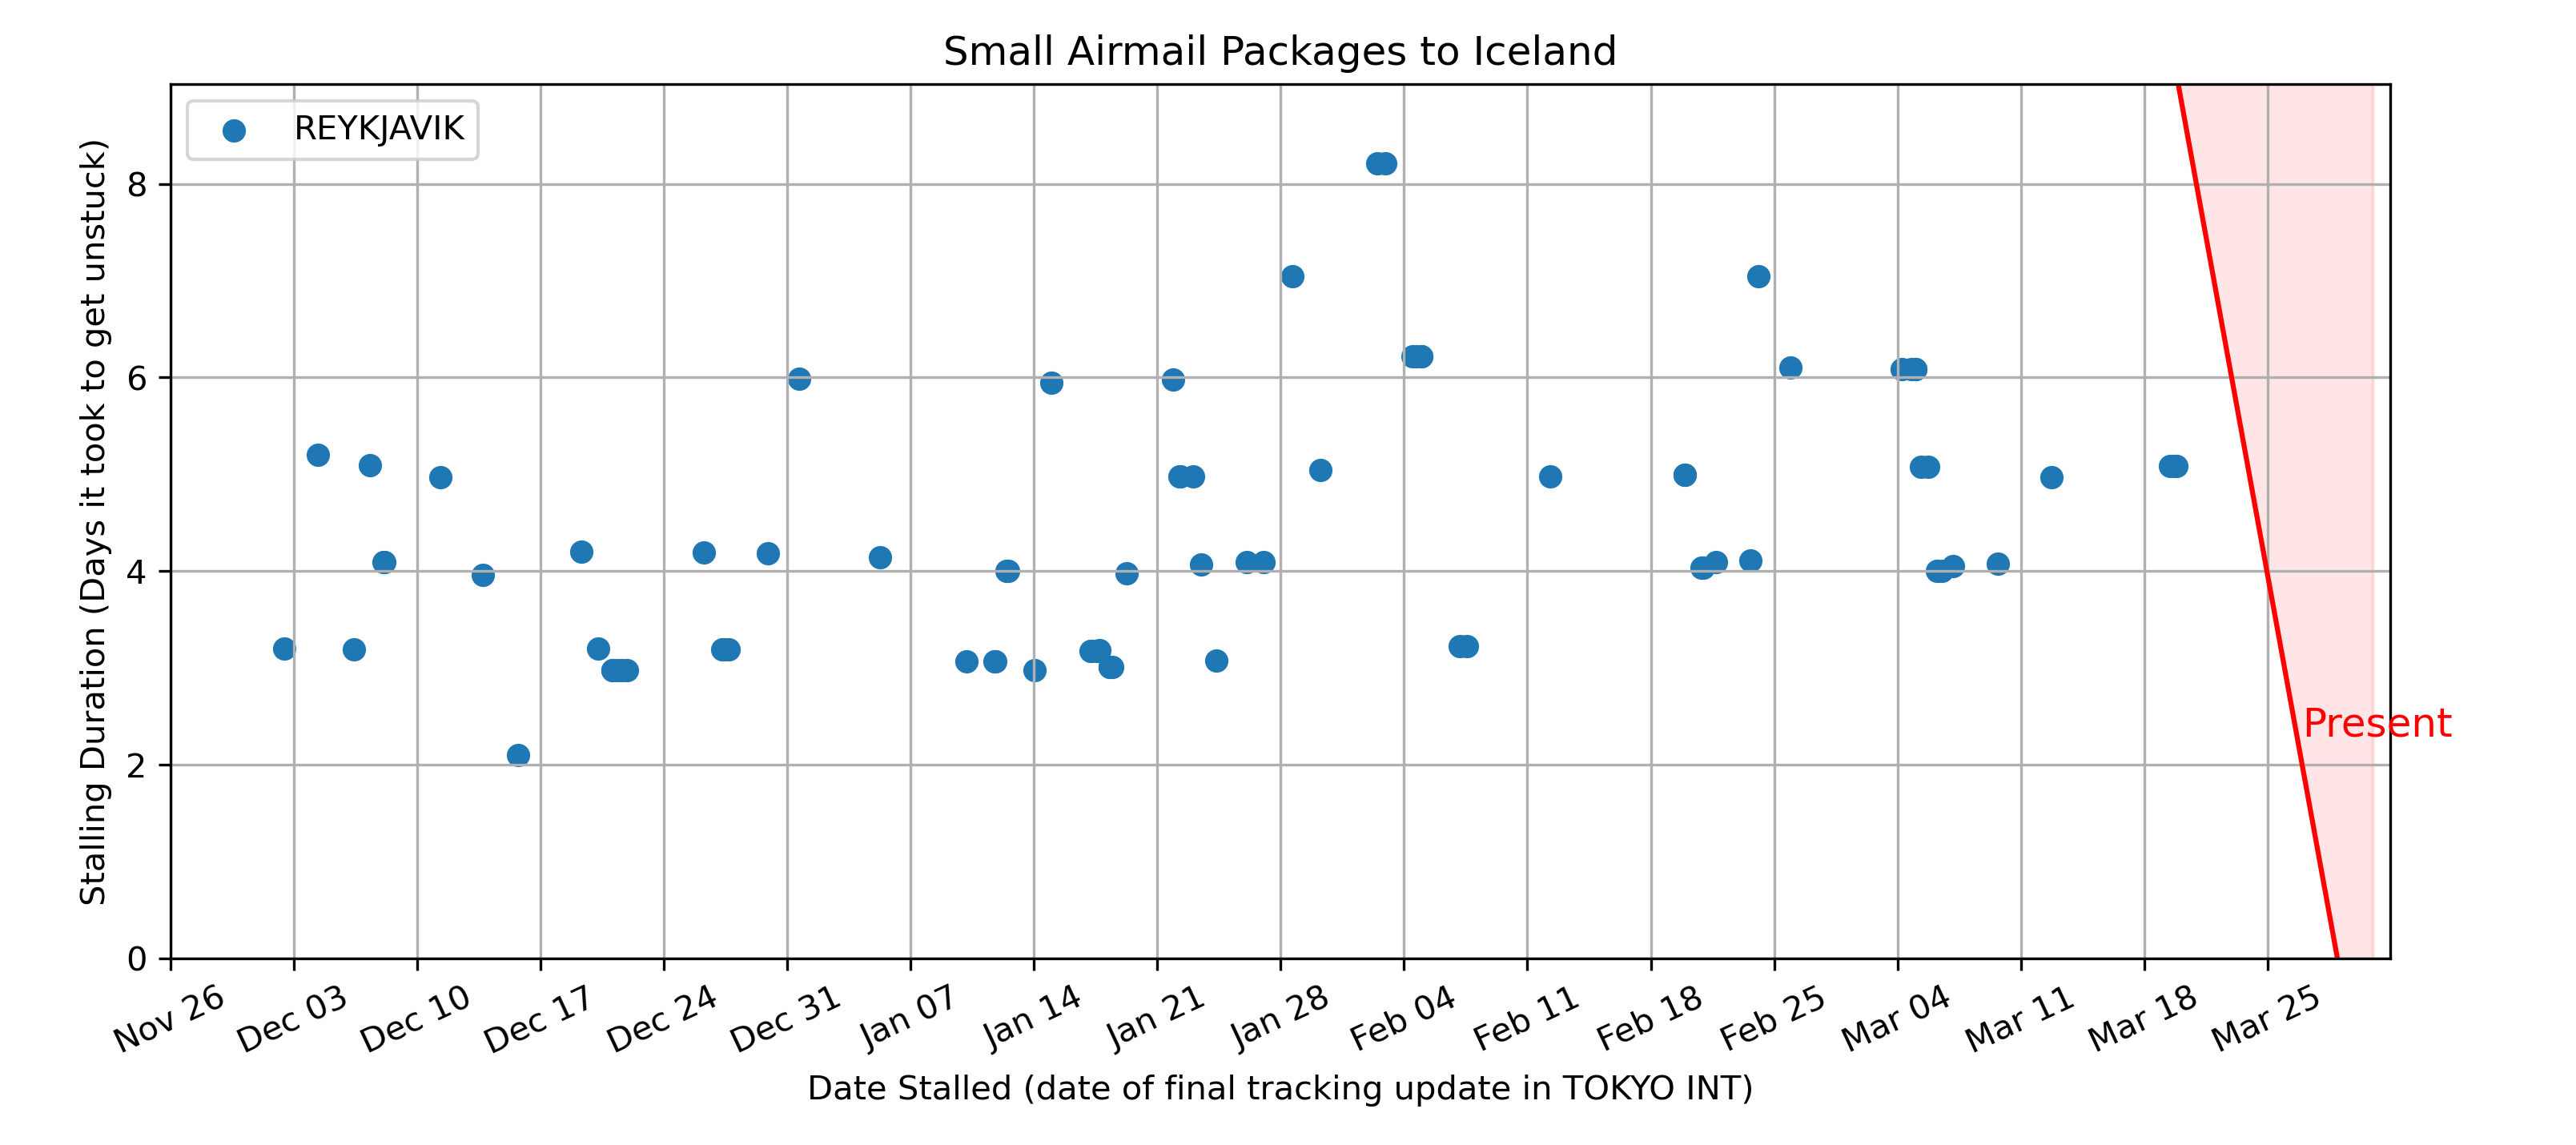 Small Airmail Packages to Iceland
REYKJAVIK
Stalling Duration (Days it took to get unstuck)
8
6
4
2
0
Present
Nov 26
Dec 03
Dec 10
Dec 17
Dec 24
Dec 31
Jan 07
Jan 14
Jan 21
Jan 28
Feb 04
Feb 11
Feb 18
Feb 25
Mar 04
Mar 11
Mar 18
Mar 25
Date Stalled (date of final tracking update in TOKYO INT)